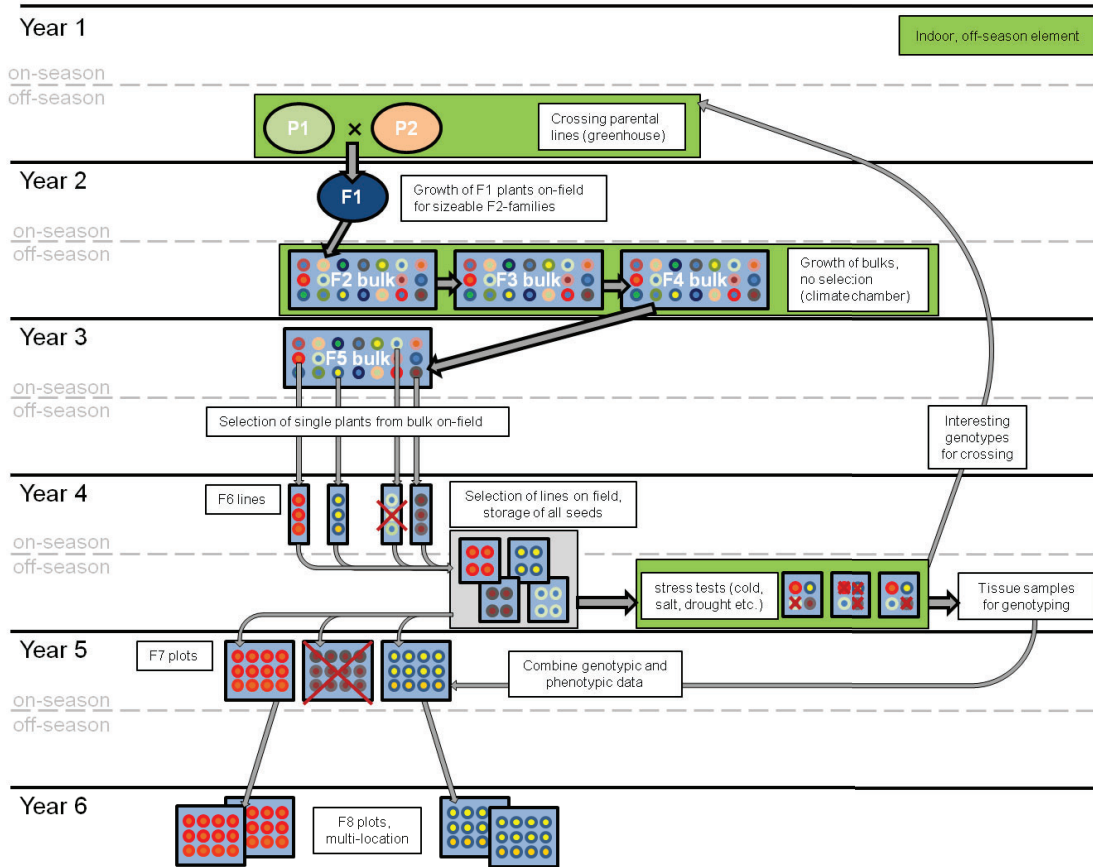 Year 1
Indoor, off-season element
on-season
off-season
P1
×
P2
Crossing parental
lines (greenhouse)
Year 2
F1
Growth of F1 plants on-field
for sizeable F2-families
on-season
off-season
F2 bulk
F3 bulk
F4 bulk
Growth of bulks,
no selection
(climate chamber)
Year 3
F5 bulk
on-season
off-season
Selection of single plants from bulk on-field
Interesting
genotypes
for crossing
Year 4
F6 lines
Selection of lines on field,
storage of all seeds
on-season
off-season
stress tests (cold,
salt, drought etc.)
Tissue samples
for genotyping
Year 5
F7 plots
Combine genotypic and
phenotypic data
on-season
off-season
Year 6
F8 plots,
multi-location